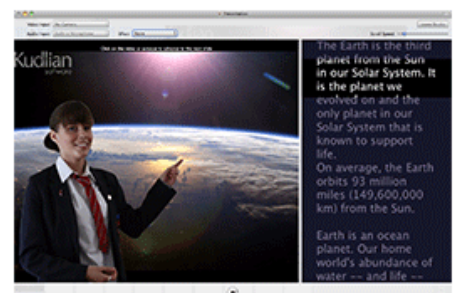 Kudlian
software
The Earth is the third
planet from the Sun
in our Solar System. It
is the planet we
evolved on and the
only planet in our
Solar System that is
known to support
life.
On average, the Earth
orbits 93 million
miles (149,600,000
km) from the Sun.
Earth is an ocean
planet. Our home
world's abundance of
water -- and life --